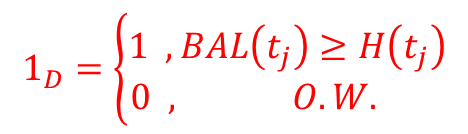 1_D = { 1 , BAL(t_j) ≥ H(t_j)
0 , O.W.